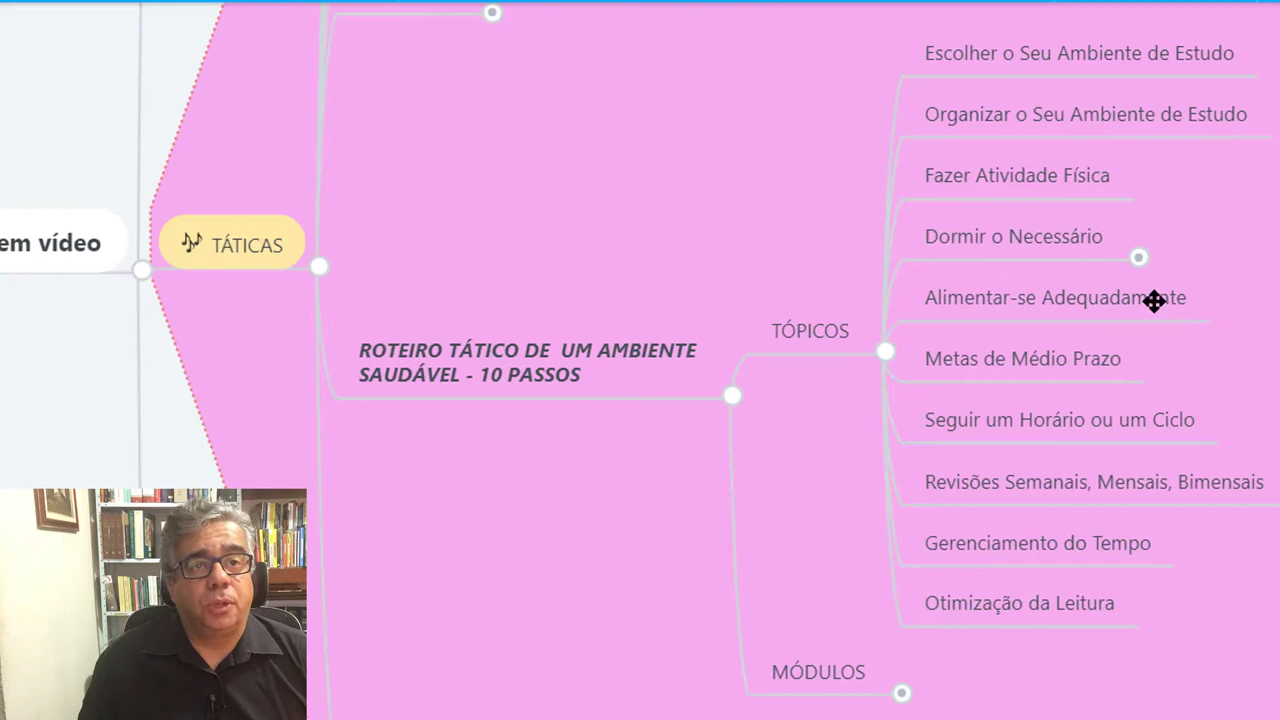 em vídeo
TÁTICAS
ROTEIRO TÁTICO DE UM AMBIENTE
SAUDÁVEL - 10 PASSOS
TÓPICOS
Escolher o Seu Ambiente de Estudo
Organizar o Seu Ambiente de Estudo
Fazer Atividade Física
Dormir o Necessário
Alimentar-se Adequadamente
Metas de Médio Prazo
Seguir um Horário ou um Ciclo
Revisões Semanais, Mensais, Bimensais
Gerenciamento do Tempo
Otimização da Leitura
MÓDULOS